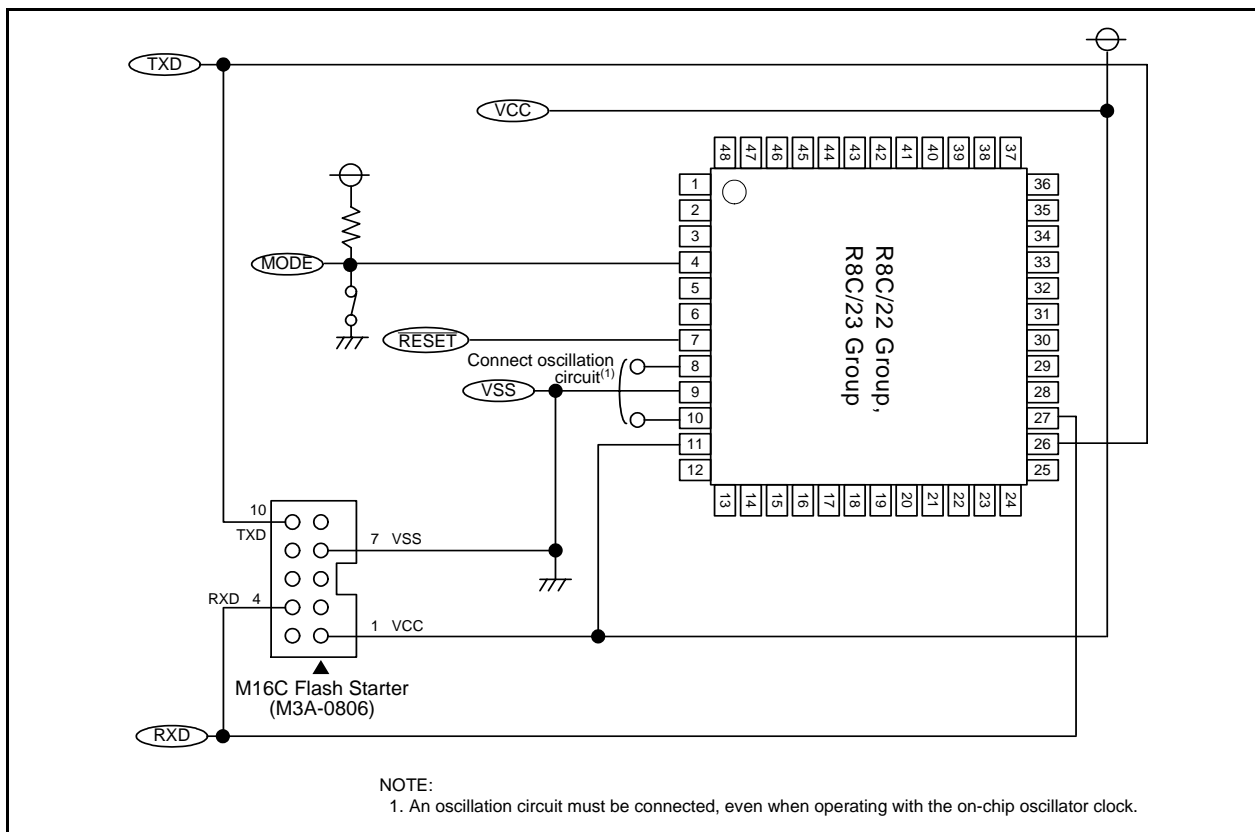 TXD
VCC
48 47 46 45 44 43 42 41 40 39 38 37
1
2
3
4
5
6
7
8
9
10
11
12
36
35
34
33
32
31
30
29
28
27
26
25
13 14 15 16 17 18 19 20 21 22 23 24
R8C/22 Group,
R8C/23 Group
MODE
RESET
Connect oscillation
circuit(1)
VSS
10
TXD
7 VSS
RXD 4
1 VCC
M16C Flash Starter
(M3A-0806)
RXD
NOTE:
1. An oscillation circuit must be connected, even when operating with the on-chip oscillator clock.